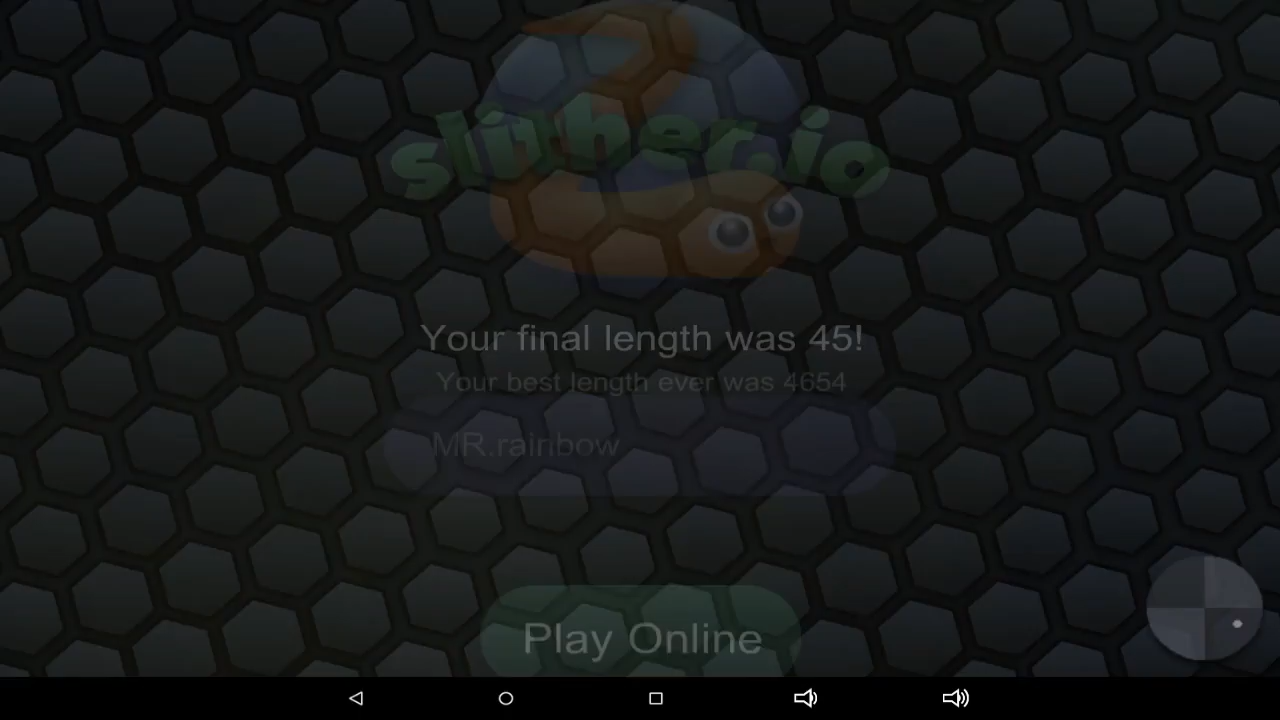 slither.io
Your final length was 45!
Your best length ever was 4654
MR.rainbow
Play Online